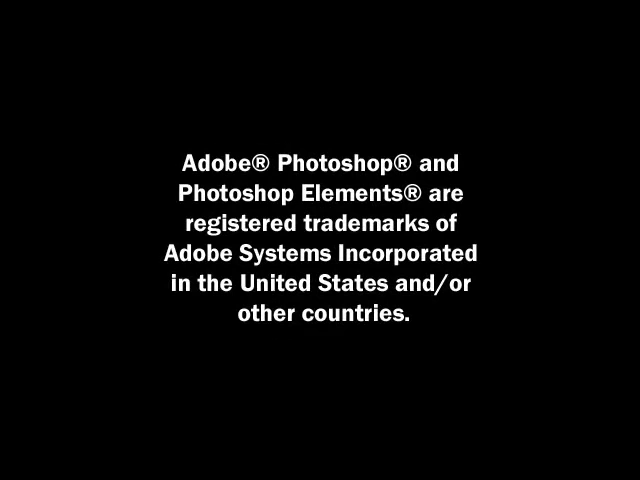 Adobe® Photoshop® and
Photoshop Elements® are
registered trademarks of
Adobe Systems Incorporated
in the United States and/or
other countries.